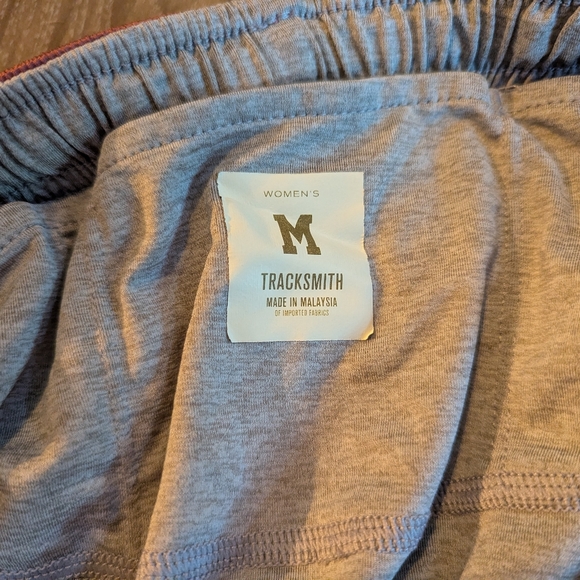 WOMEN'S
M
TRACKSMITH
MADE IN MALAYSIA
OF IMPORTED FABRICS